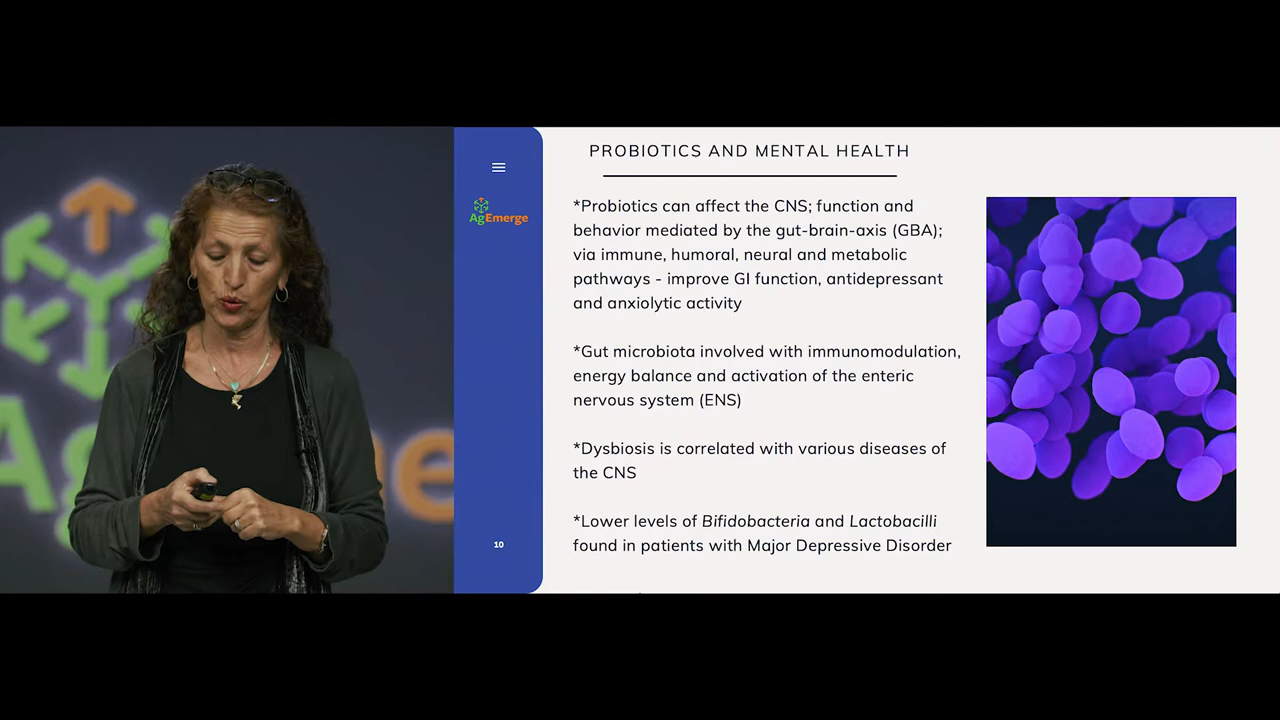 PROBIOTICS AND MENTAL HEALTH
*Probiotics can affect the CNS; function and
behavior mediated by the gut-brain-axis (GBA);
via immune, humoral, neural and metabolic
pathways - improve GI function, antidepressant
and anxiolytic activity
*Gut microbiota involved with immunomodulation,
energy balance and activation of the enteric
nervous system (ENS)
*Dysbiosis is correlated with various diseases of
the CNS
*Lower levels of Bifidobacteria and Lactobacilli
found in patients with Major Depressive Disorder
AgEmerge
10
Ag
e